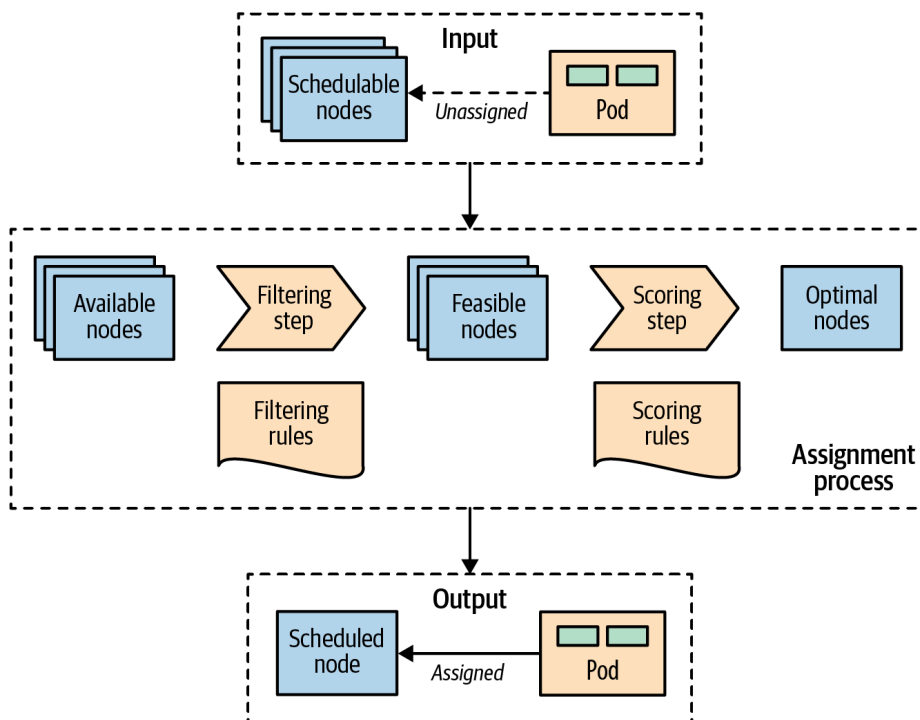 Input
Schedulable
nodes
Unassigned
Pod
Available
nodes
Filtering
step
Feasible
nodes
Scoring
step
Optimal
nodes
Filtering
rules
Scoring
rules
Assignment
process
Output
Scheduled
node
Assigned
Pod